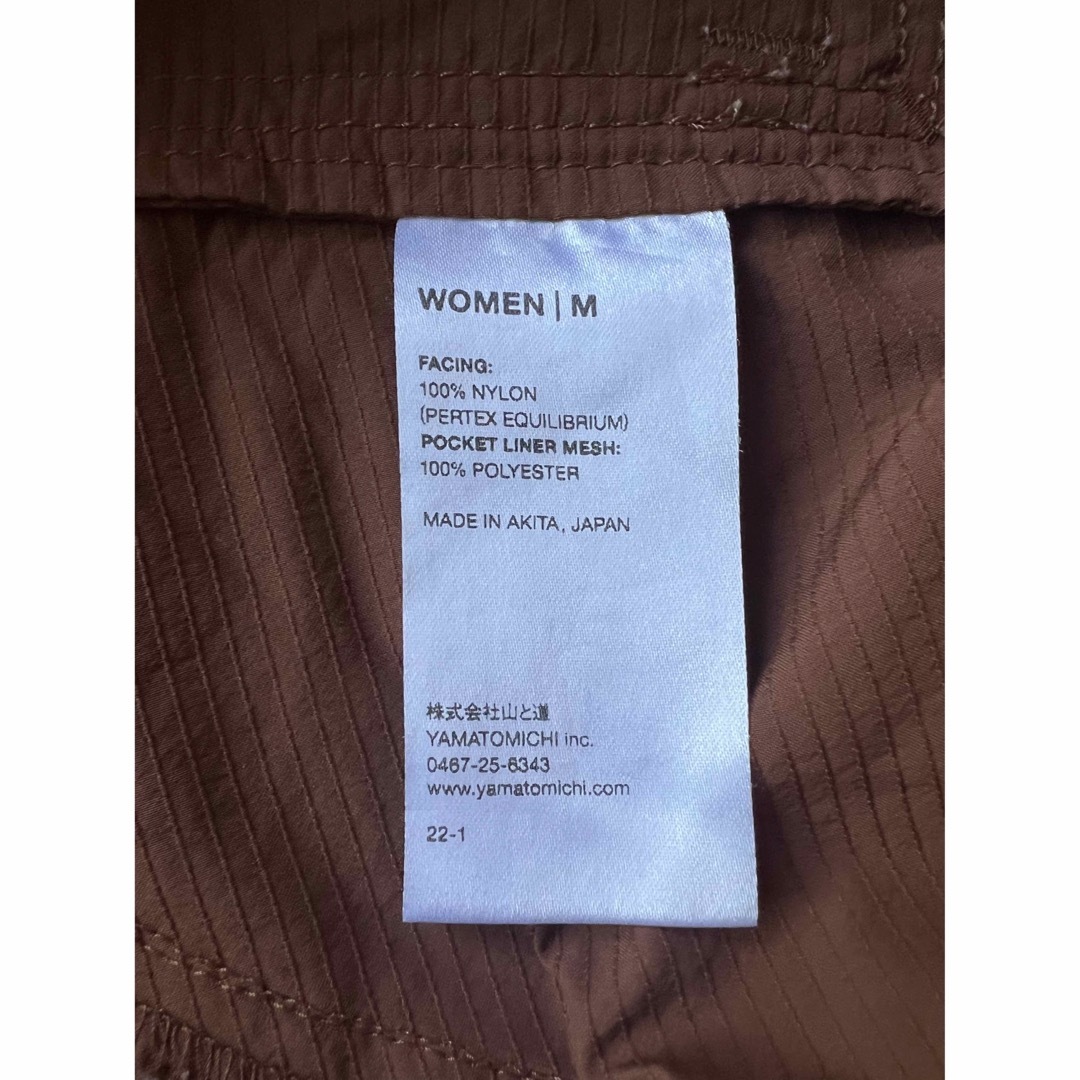 WOMEN | M
FACING:
100% NYLON
(PERTEX EQUILIBRIUM)
POCKET LINER MESH:
100% POLYESTER
MADE IN AKITA, JAPAN
株式会社山と道
YAMATOMICHI inc.
0467-25-6343
www.yamatomichi.com
22-1